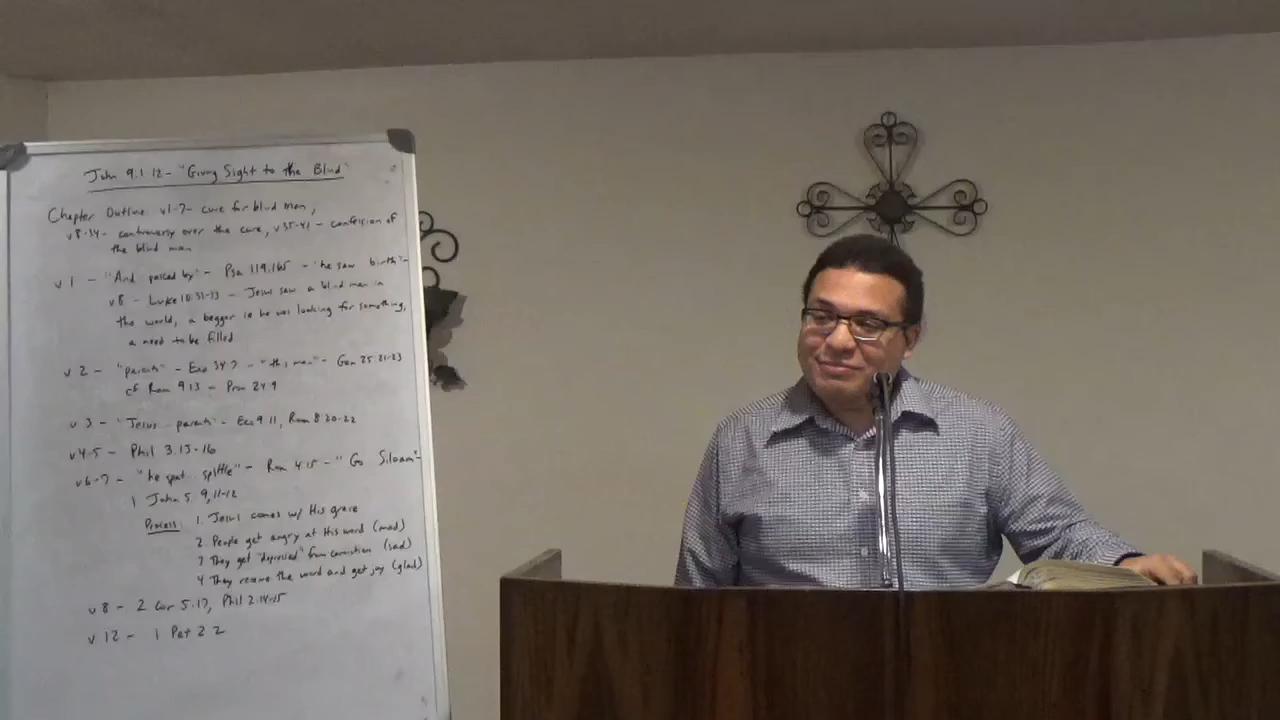 John 9.1-12 - "Giving Sight to the Blind"
Chapter Outline v1-7- cure for blind man,
v8-34- controversy over the cure, v35-41 - confession of
the blind man
v 1 - "And passed by" - Psa 119.165 - "he saw birth" -
v8 - Luke 10:31-33 - Jesus saw a blind man in
the world, a begger ie he was looking for something,
a need to be filled
v 2 - "parents" - Exo 34.7 - "this man" - Gen 25.21-23
cf Rom 9.13 - Prov 24.9
v 3 - "Jesus parents" - Ecc 9.11, Rom 8.20-22
v4-5 - Phil 3.13-16
v6-7 - "he spat spittle" - Rom 4.15 - "Go Siloam" -
1 John 5.9, 11-12
Process: 1. Jesus comes w/ His grace
2. People get angry at His word (mad)
3 They get "depressed" from conviction (sad)
4 They receive the word and get joy (glad)
v 8 - 2 Cor 5.17, Phil 2.14-15
v 12 - 1 Pet 2 2